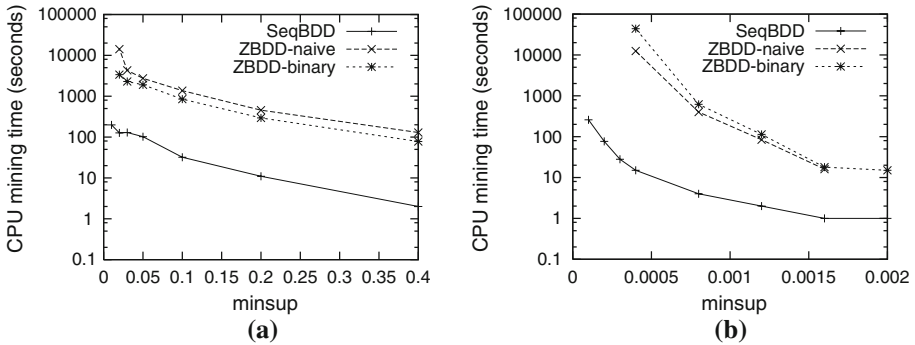 CPU mining time (seconds)
100000
10000
1000
100
10
1
0.1
SeqBDD
ZBDD-naive
ZBDD-binary
0 0.05 0.1 0.15 0.2 0.25 0.3 0.35 0.4
minsup
(a)
CPU mining time (seconds)
100000
10000
1000
100
10
1
0.1
SeqBDD
ZBDD-naive
ZBDD-binary
0 0.0005 0.001 0.0015 0.002
minsup
(b)